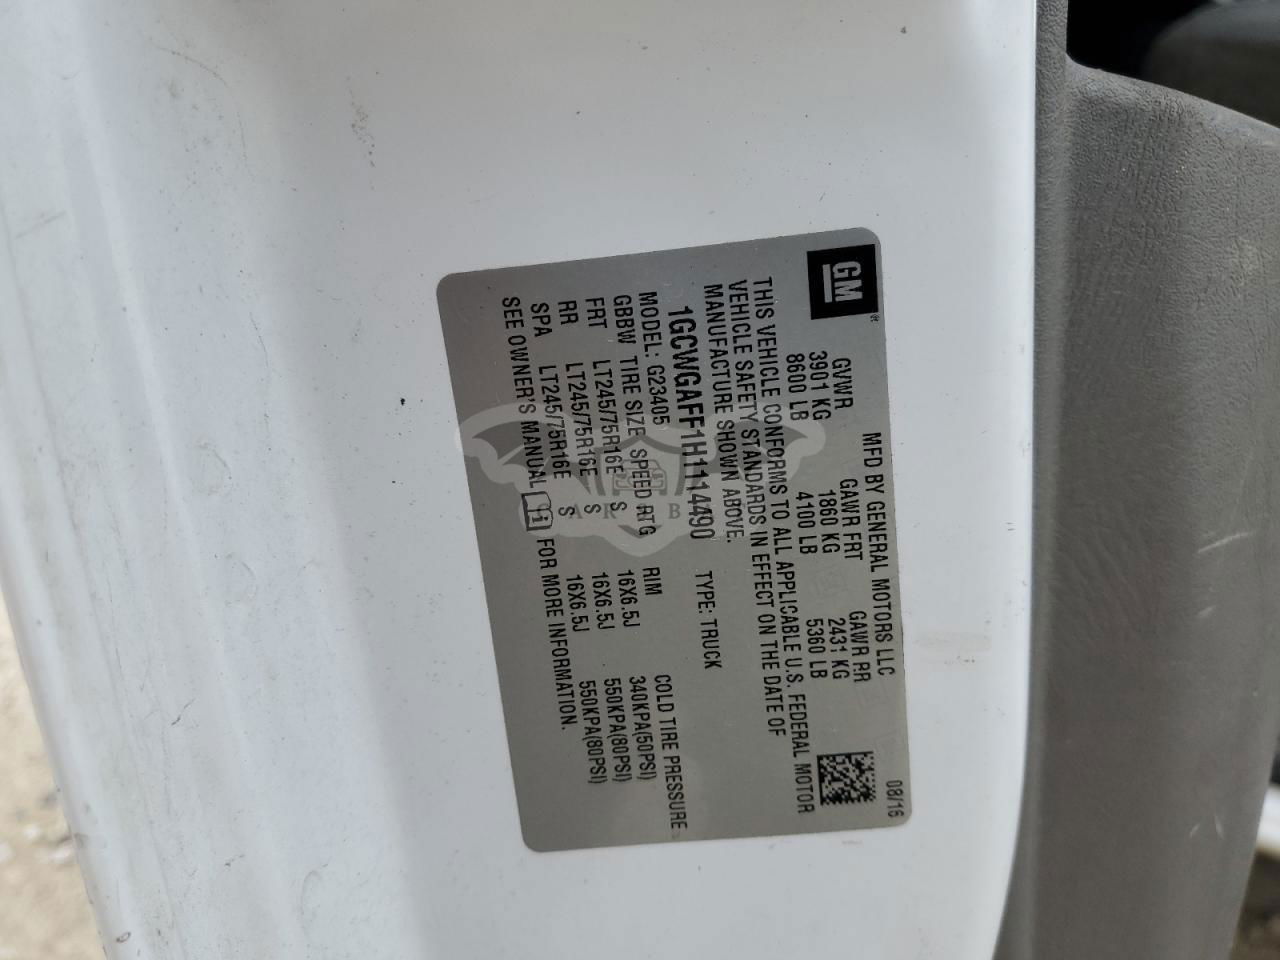 GM
MFD BY GENERAL MOTORS LLC 08/16
GVWR GAWR FRT GAWR RR
3901 KG 1860 KG 2431 KG
8600 LB 4100 LB 5360 LB
THIS VEHICLE CONFORMS TO ALL APPLICABLE U.S. FEDERAL MOTOR
VEHICLE SAFETY STANDARDS IN EFFECT ON THE DATE OF
MANUFACTURE SHOWN ABOVE.
1GCWGAFF1H1114490 TYPE: TRUCK
MODEL: G23405
GBBW TIRE SIZE SPEED RTG RIM COLD TIRE PRESSURE
FRT LT245/75R16E S 16X6.5J 340KPA(50PSI)
RR LT245/75R16E S 16X6.5J 550KPA(80PSI)
SPA LT245/75R16E S 16X6.5J 550KPA(80PSI)
SEE OWNER'S MANUAL i FOR MORE INFORMATION.